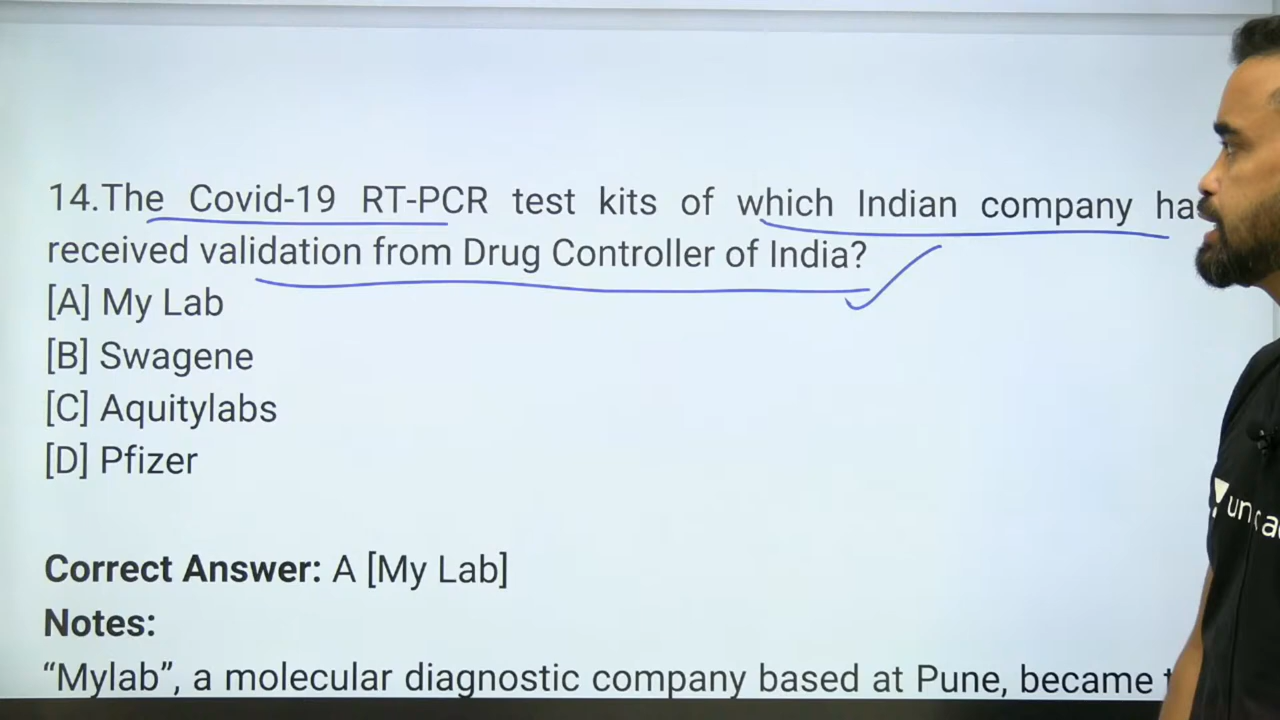 14.The Covid-19 RT-PCR test kits of which Indian company
received validation from Drug Controller of India?
[A] My Lab
[B] Swagene
[C] Aquitylabs
[D] Pfizer
Correct Answer: A [My Lab]
Notes:
“Mylab”, a molecular diagnostic company based at Pune, became